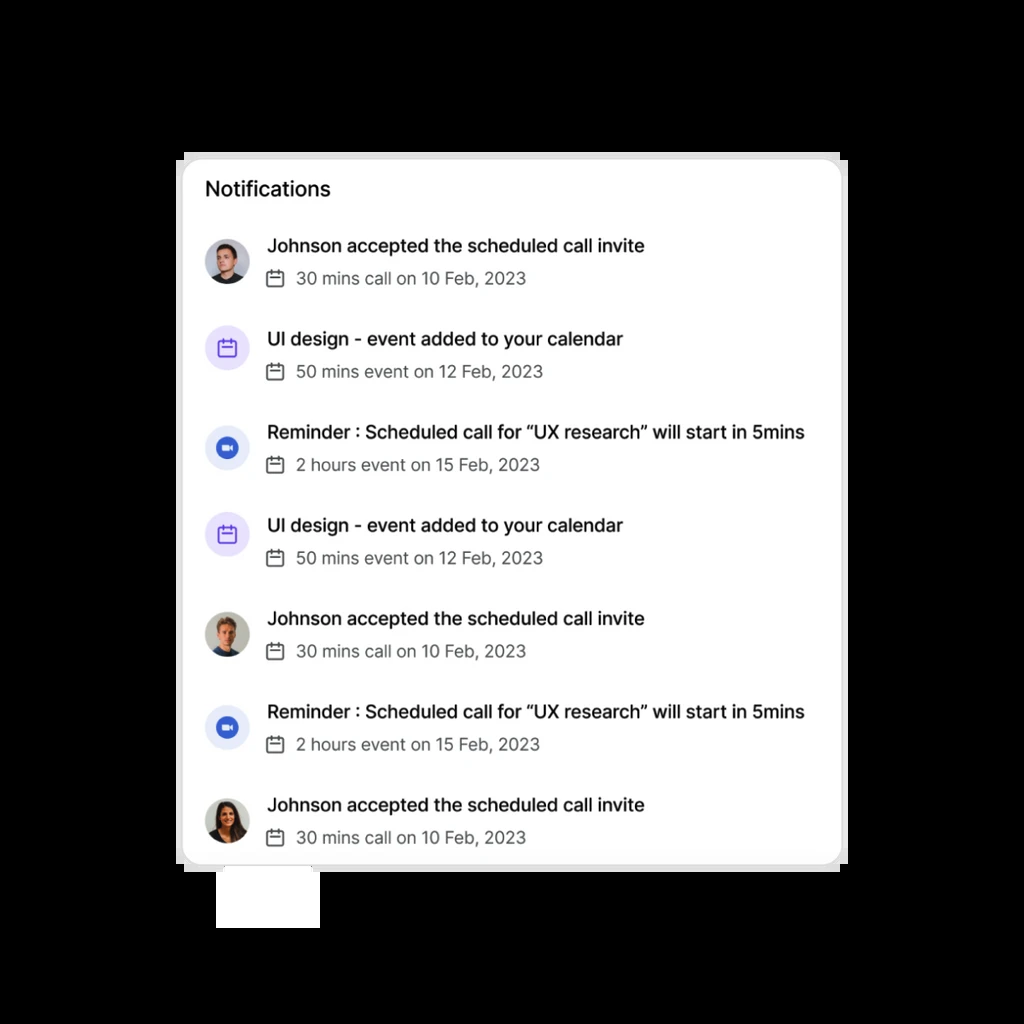 Notifications
Johnson accepted the scheduled call invite
30 mins call on 10 Feb, 2023
UI design - event added to your calendar
50 mins event on 12 Feb, 2023
Reminder : Scheduled call for “UX research” will start in 5mins
2 hours event on 15 Feb, 2023
UI design - event added to your calendar
50 mins event on 12 Feb, 2023
Johnson accepted the scheduled call invite
30 mins call on 10 Feb, 2023
Reminder : Scheduled call for “UX research” will start in 5mins
2 hours event on 15 Feb, 2023
Johnson accepted the scheduled call invite
30 mins call on 10 Feb, 2023